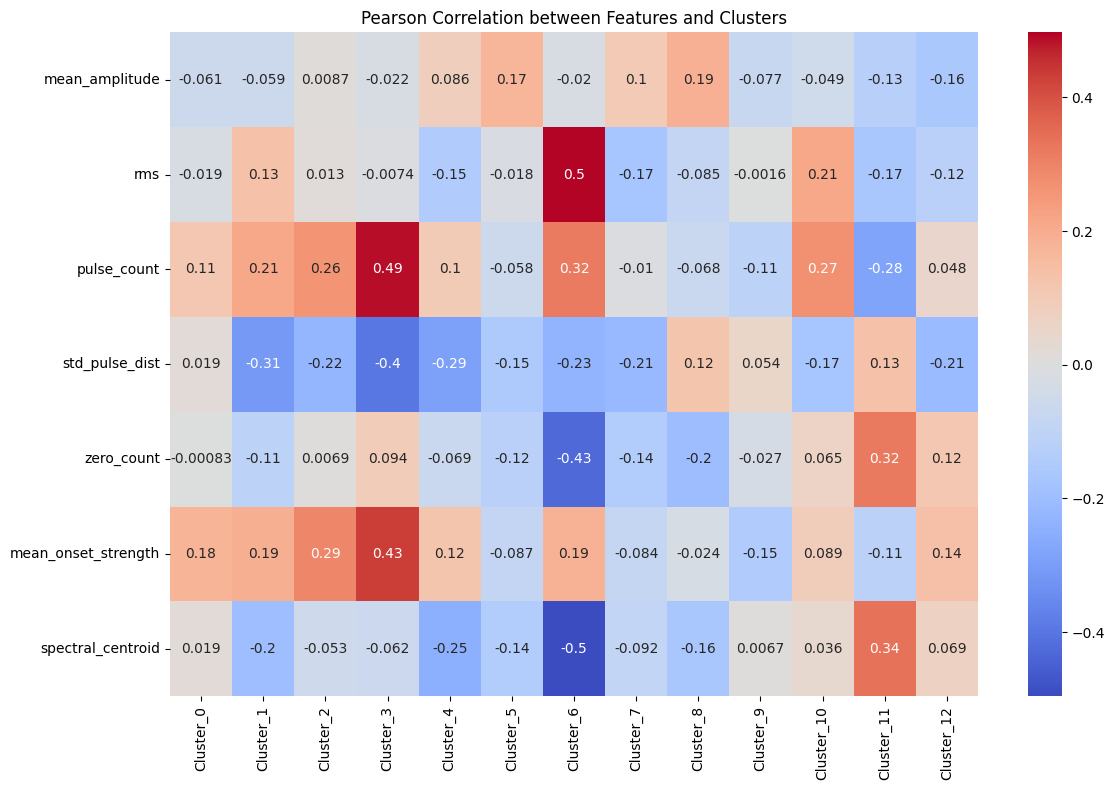 Pearson Correlation between Features and Clusters
mean_amplitude -0.061 -0.059 0.0087 -0.022 0.086 0.17 -0.02 0.1 0.19 -0.077 -0.049 -0.13 -0.16
0.4
rms -0.019 0.13 0.013 -0.0074 -0.15 -0.018 0.5 -0.17 -0.085 -0.0016 0.21 -0.17 -0.12
0.2
pulse_count 0.11 0.21 0.26 0.49 0.1 -0.058 0.32 -0.01 -0.068 -0.11 0.27 -0.28 0.048
std_pulse_dist 0.019 -0.31 -0.22 -0.4 -0.29 -0.15 -0.23 -0.21 0.12 0.054 -0.17 0.13 -0.21
0.0
zero_count -0.00083 -0.11 0.0069 0.094 -0.069 -0.12 -0.43 -0.14 -0.2 -0.027 0.065 0.32 0.12
−0.2
mean_onset_strength 0.18 0.19 0.29 0.43 0.12 -0.087 0.19 -0.084 -0.024 -0.15 0.089 -0.11 0.14
−0.4
spectral_centroid 0.019 -0.2 -0.053 -0.062 -0.25 -0.14 -0.5 -0.092 -0.16 0.0067 0.036 0.34 0.069
Cluster_0
Cluster_1
Cluster_2
Cluster_3
Cluster_4
Cluster_5
Cluster_6
Cluster_7
Cluster_8
Cluster_9
Cluster_10
Cluster_11
Cluster_12